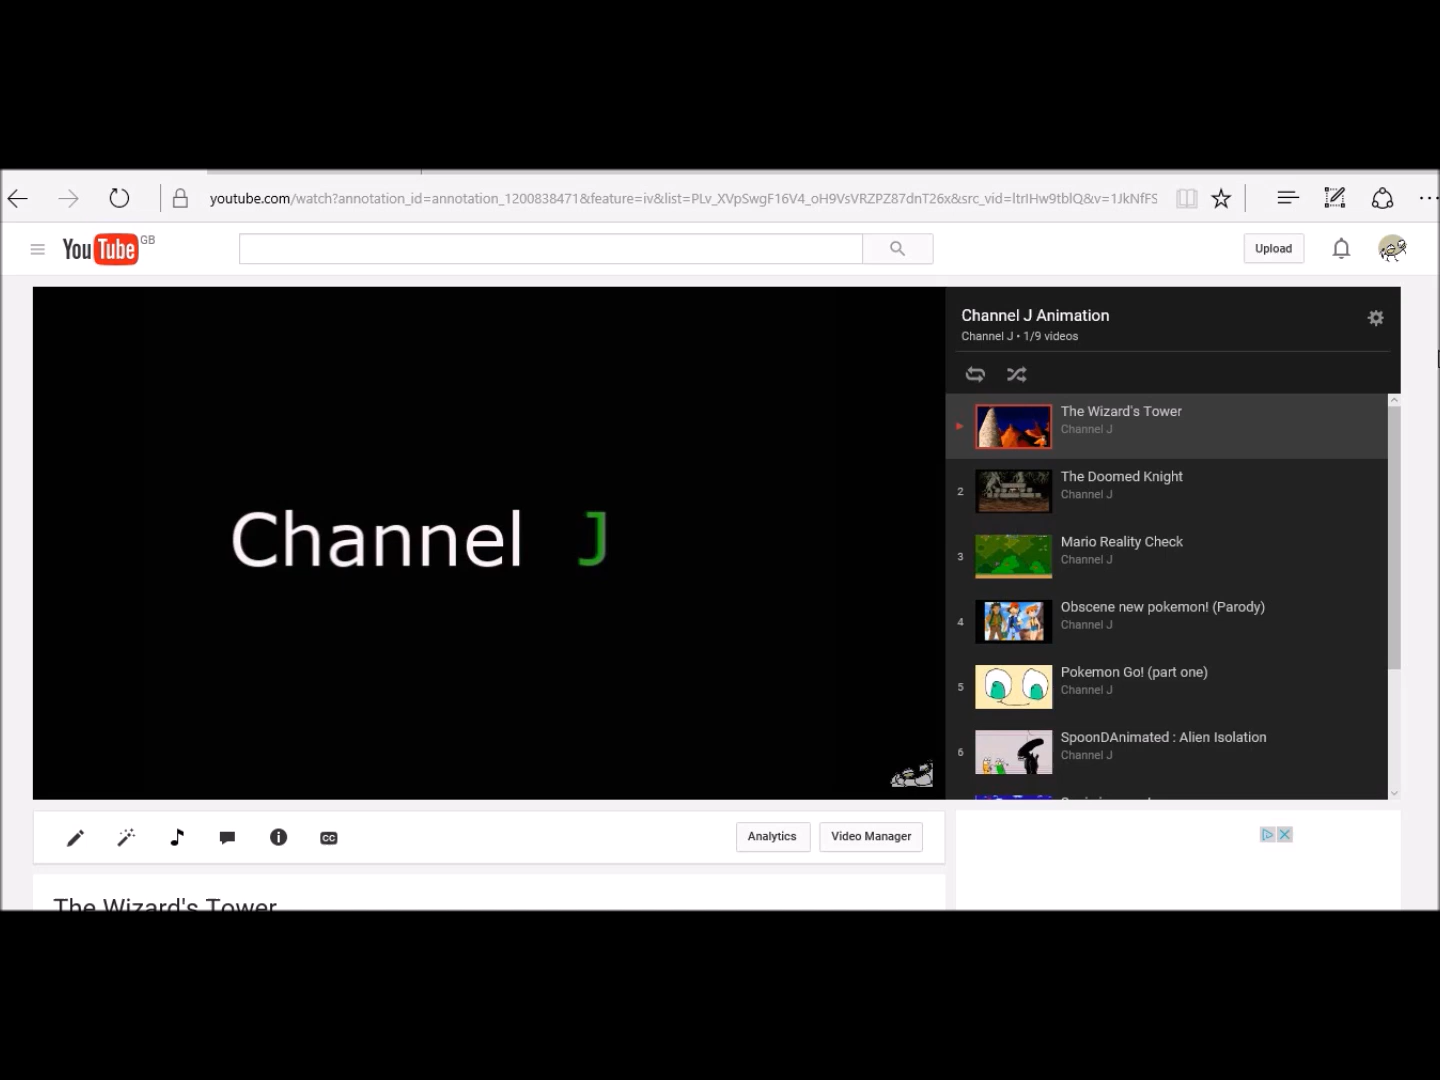 youtube.com/watch?annotation_id=annotation_1200838471&feature=iv&list=PLv_XVpSwgF16V4_oH9VsVRZPZ87dnT26x&src_vid=ltrIHw9tblQ&v=1JkNfFS
YouTube GB
Upload
Channel J
Channel J Animation
Channel J • 1/9 videos
The Wizard's Tower
Channel J
2
The Doomed Knight
Channel J
3
Mario Reality Check
Channel J
4
Obscene new pokemon! (Parody)
Channel J
5
Pokemon Go! (part one)
Channel J
6
SpoonDAnimated : Alien Isolation
Channel J
CC
Analytics
Video Manager
The Wizard's Tower